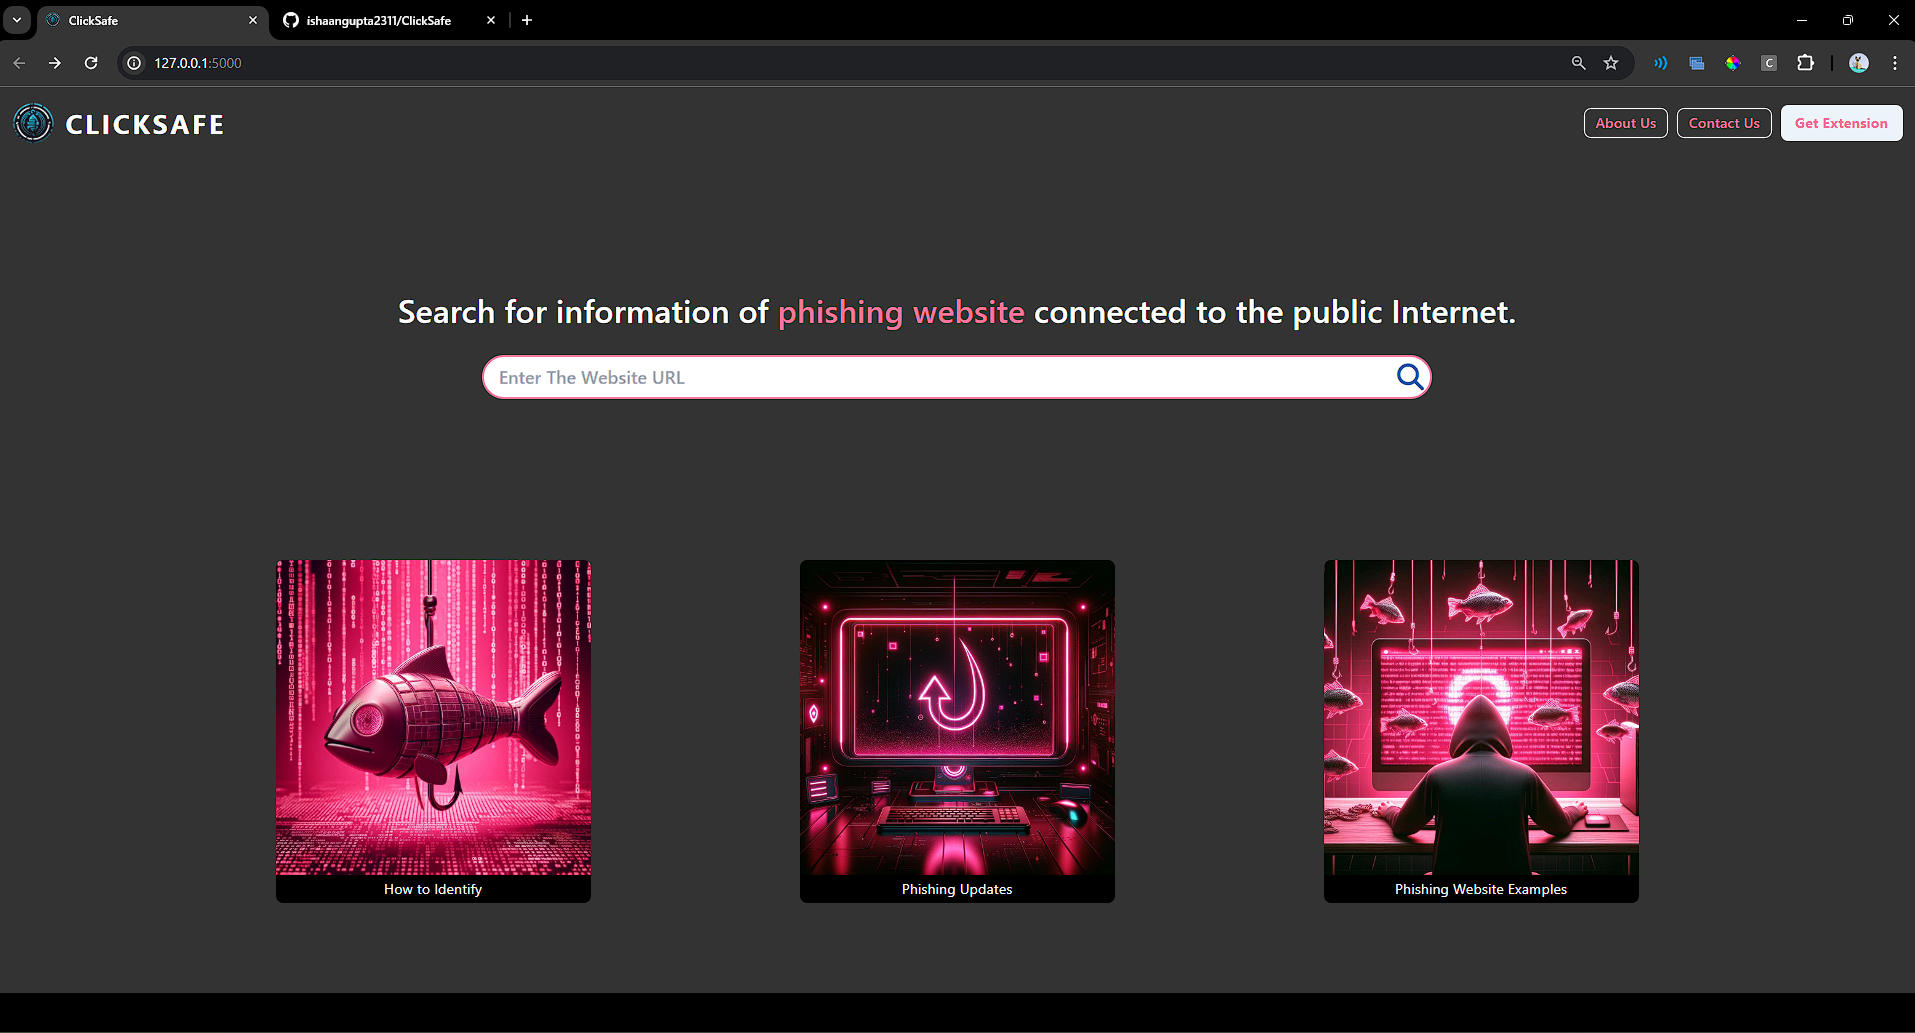 ClickSafe
ishaangupta2311/ClickSafe
127.0.0.1:5000
C
CLICKSAFE
About Us
Contact Us
Get Extension
Search for information of phishing website connected to the public Internet.
Enter The Website URL
How to Identify
Phishing Updates
Phishing Website Examples